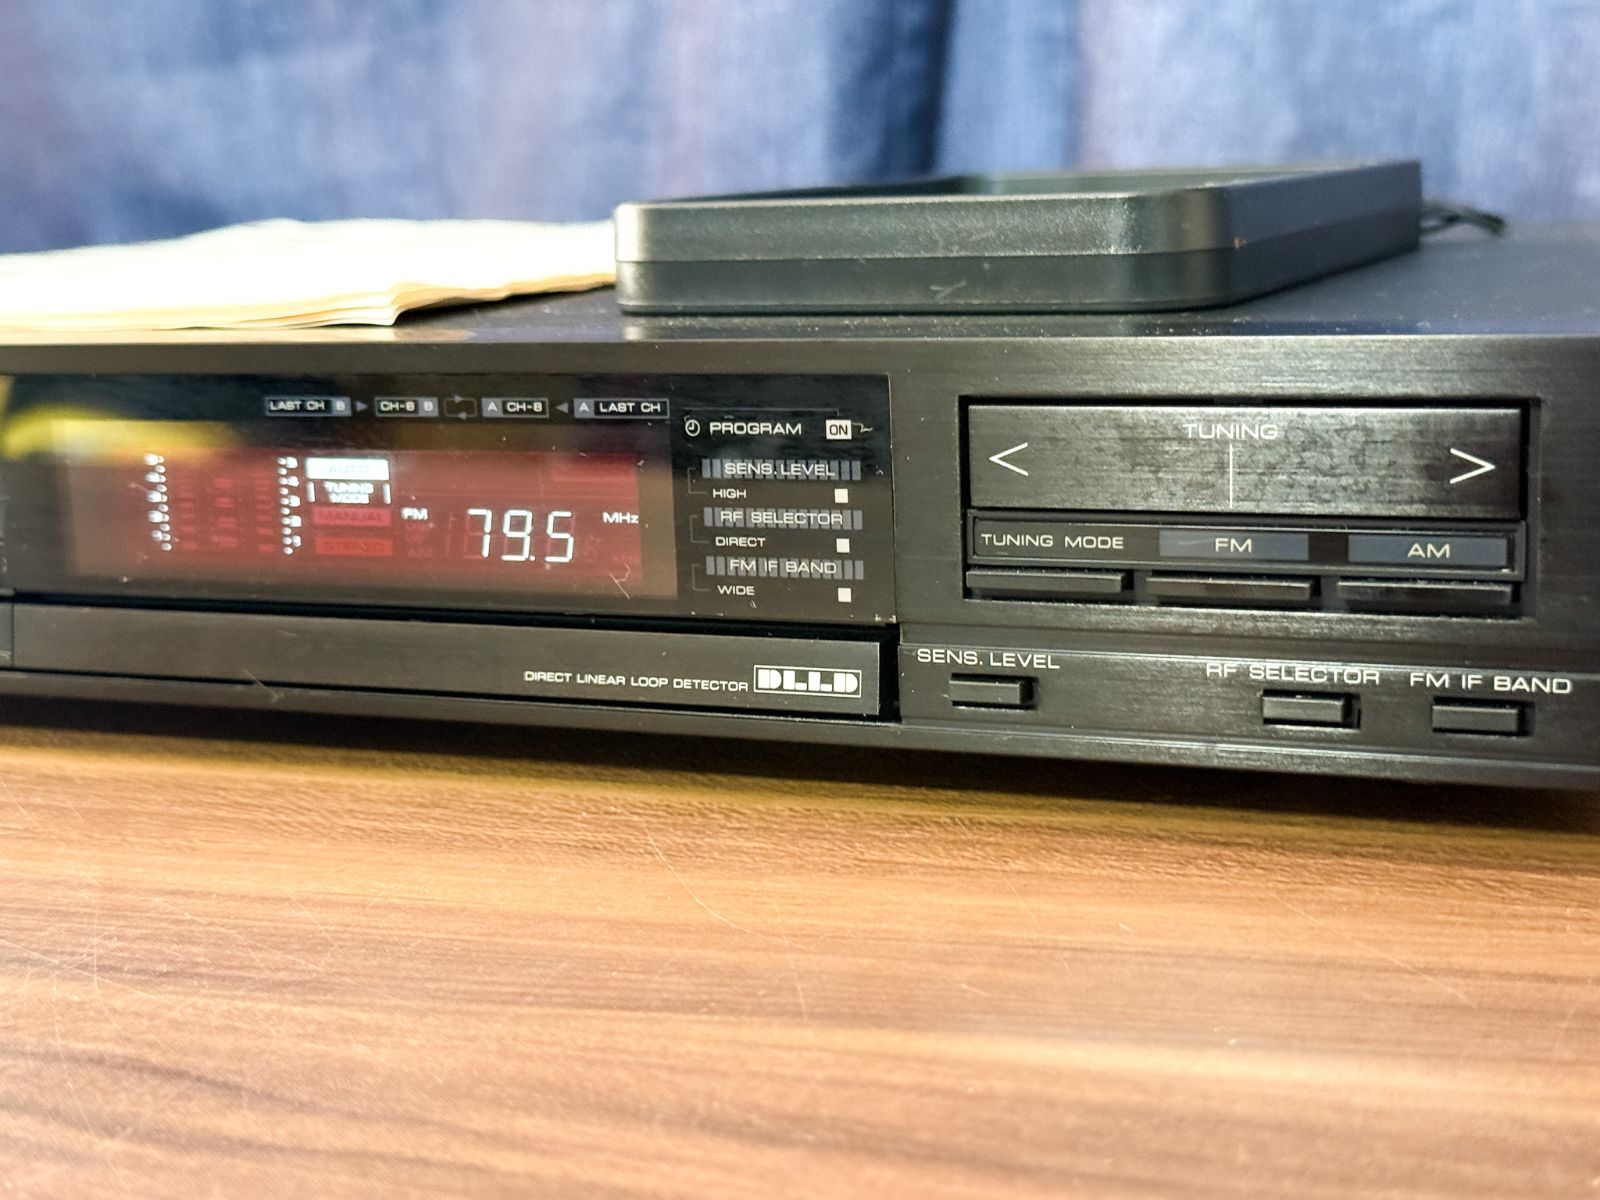 LAST CH B
CH-8 B
A CH-8
A LAST CH
PROGRAM ON
SENS. LEVEL
HIGH
RF SELECTOR
DIRECT
FM IF BAND
WIDE
AUTO
TUNING
MODE
MANUAL
FM 79.5 MHz
DIRECT LINEAR LOOP DETECTOR DLLD
< TUNING >
TUNING MODE FM AM
SENS. LEVEL RF SELECTOR FM IF BAND